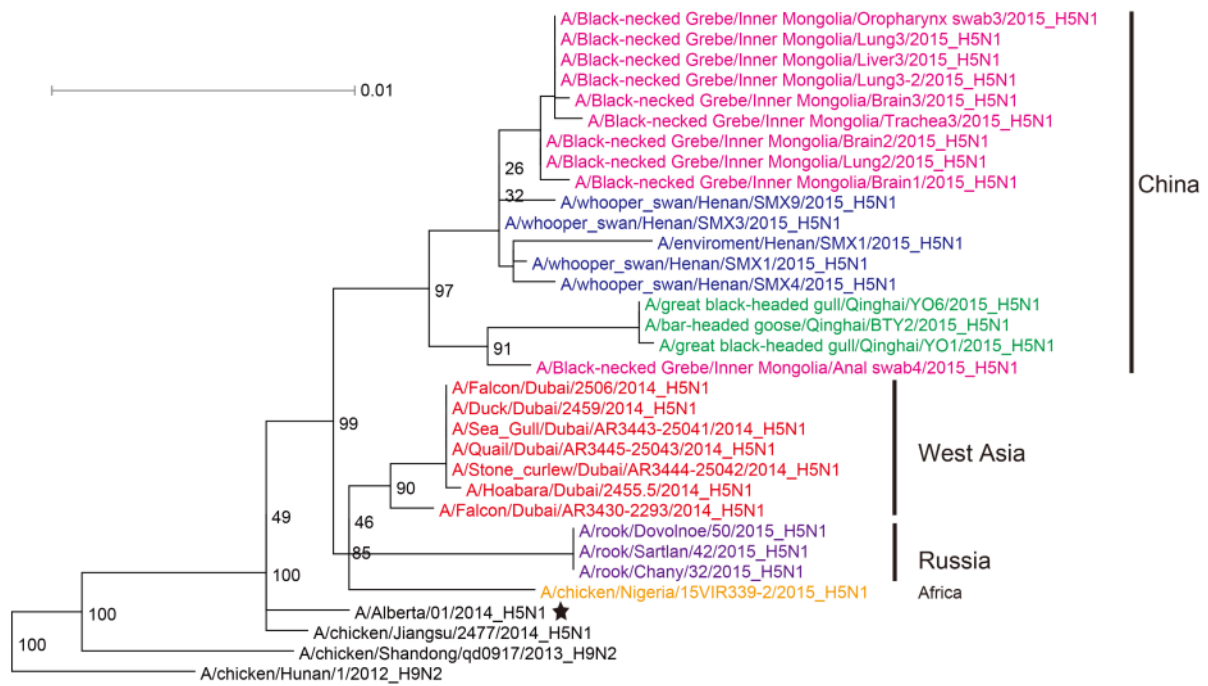 A/Black-necked Grebe/Inner Mongolia/Oropharynx swab3/2015_H5N1
A/Black-necked Grebe/Inner Mongolia/Lung3/2015_H5N1
A/Black-necked Grebe/Inner Mongolia/Liver3/2015_H5N1
A/Black-necked Grebe/Inner Mongolia/Lung3-2/2015_H5N1
0.01
A/Black-necked Grebe/Inner Mongolia/Brain3/2015_H5N1
A/Black-necked Grebe/Inner Mongolia/Trachea3/2015_H5N1
A/Black-necked Grebe/Inner Mongolia/Brain2/2015_H5N1
A/Black-necked Grebe/Inner Mongolia/Lung2/2015_H5N1
26
A/Black-necked Grebe/Inner Mongolia/Brain1/2015_H5N1
China
32
A/whooper_swan/Henan/SMX9/2015_H5N1
A/whooper_swan/Henan/SMX3/2015_H5N1
A/enviroment/Henan/SMX1/2015_H5N1
A/whooper_swan/Henan/SMX1/2015_H5N1
A/whooper_swan/Henan/SMX4/2015_H5N1
97
A/great black-headed gull/Qinghai/YO6/2015_H5N1
A/bar-headed goose/Qinghai/BTY2/2015_H5N1
A/great black-headed gull/Qinghai/YO1/2015_H5N1
91
A/Black-necked Grebe/Inner Mongolia/Anal swab4/2015_H5N1
A/Falcon/Dubai/2506/2014_H5N1
A/Duck/Dubai/2459/2014_H5N1
99
A/Sea_Gull/Dubai/AR3443-25041/2014_H5N1
A/Quail/Dubai/AR3445-25043/2014_H5N1
West Asia
A/Stone_curlew/Dubai/AR3444-25042/2014_H5N1
90
A/Hoabara/Dubai/2455.5/2014_H5N1
A/Falcon/Dubai/AR3430-2293/2014_H5N1
49
46
A/rook/Dovolnoe/50/2015_H5N1
85
A/rook/Sartlan/42/2015_H5N1
Russia
A/rook/Chany/32/2015_H5N1
100
A/chicken/Nigeria/15VIR339-2/2015_H5N1
Africa
100
A/Alberta/01/2014_H5N1
A/chicken/Jiangsu/2477/2014_H5N1
100
A/chicken/Shandong/qd0917/2013_H9N2
A/chicken/Hunan/1/2012_H9N2